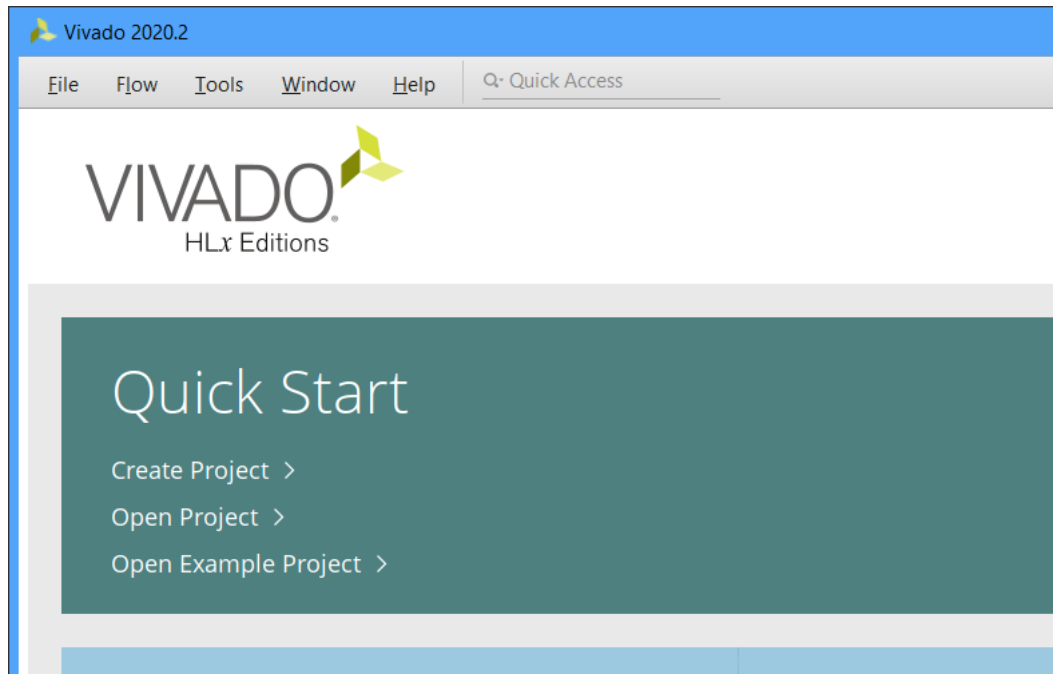 Vivado 2020.2
File Flow Tools Window Help Quick Access
VIVADO®
HLx Editions
Quick Start
Create Project >
Open Project >
Open Example Project >